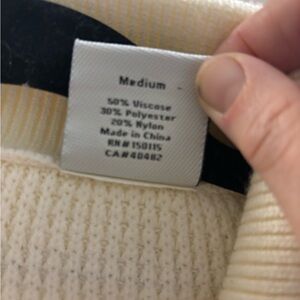 Medium
50% Viscose
30% Polyester
20% Nylon
Made in China
RN# 150115
CA#40482